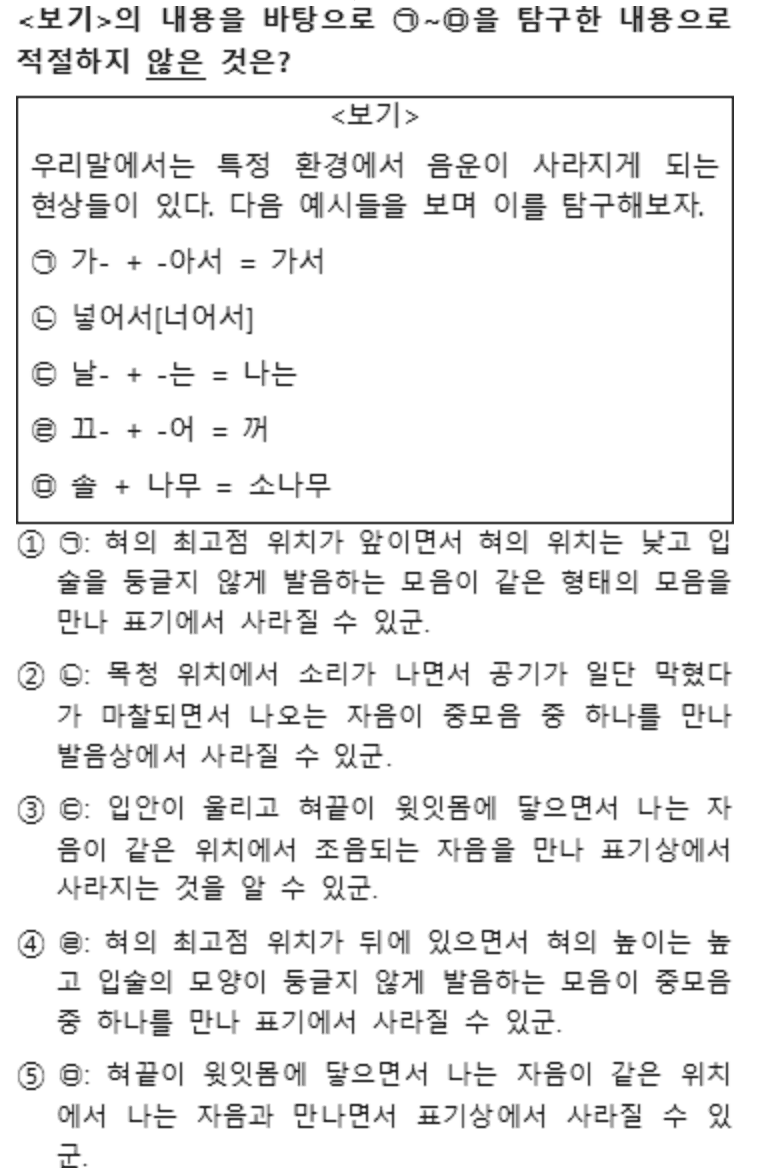 <보기>의 내용을 바탕으로 ㉠~㉤을 탐구한 내용으로
적절하지 않은 것은?
<보기>
우리말에서는 특정 환경에서 음운이 사라지게 되는
현상들이 있다. 다음 예시들을 보며 이를 탐구해보자.
㉠ 가- + -아서 = 가서
㉡ 넣어서[너어서]
㉢ 날- + -는 = 나는
㉣ 끄- + -어 = 꺼
㉤ 솔 + 나무 = 소나무
① ㉠: 혀의 최고점 위치가 앞이면서 혀의 위치는 낮고 입
술을 둥글지 않게 발음하는 모음이 같은 형태의 모음을
만나 표기에서 사라질 수 있군.
② ㉡: 목청 위치에서 소리가 나면서 공기가 일단 막혔다
가 마찰되면서 나오는 자음이 중모음 중 하나를 만나
발음상에서 사라질 수 있군.
③ ㉢: 입안이 울리고 혀끝이 윗잇몸에 닿으면서 나는 자
음이 같은 위치에서 조음되는 자음을 만나 표기상에서
사라지는 것을 알 수 있군.
④ ㉣: 혀의 최고점 위치가 뒤에 있으면서 혀의 높이는 높
고 입술의 모양이 둥글지 않게 발음하는 모음이 중모음
중 하나를 만나 표기에서 사라질 수 있군.
⑤ ㉤: 혀끝이 윗잇몸에 닿으면서 나는 자음이 같은 위치
에서 나는 자음과 만나면서 표기상에서 사라질 수 있
군.